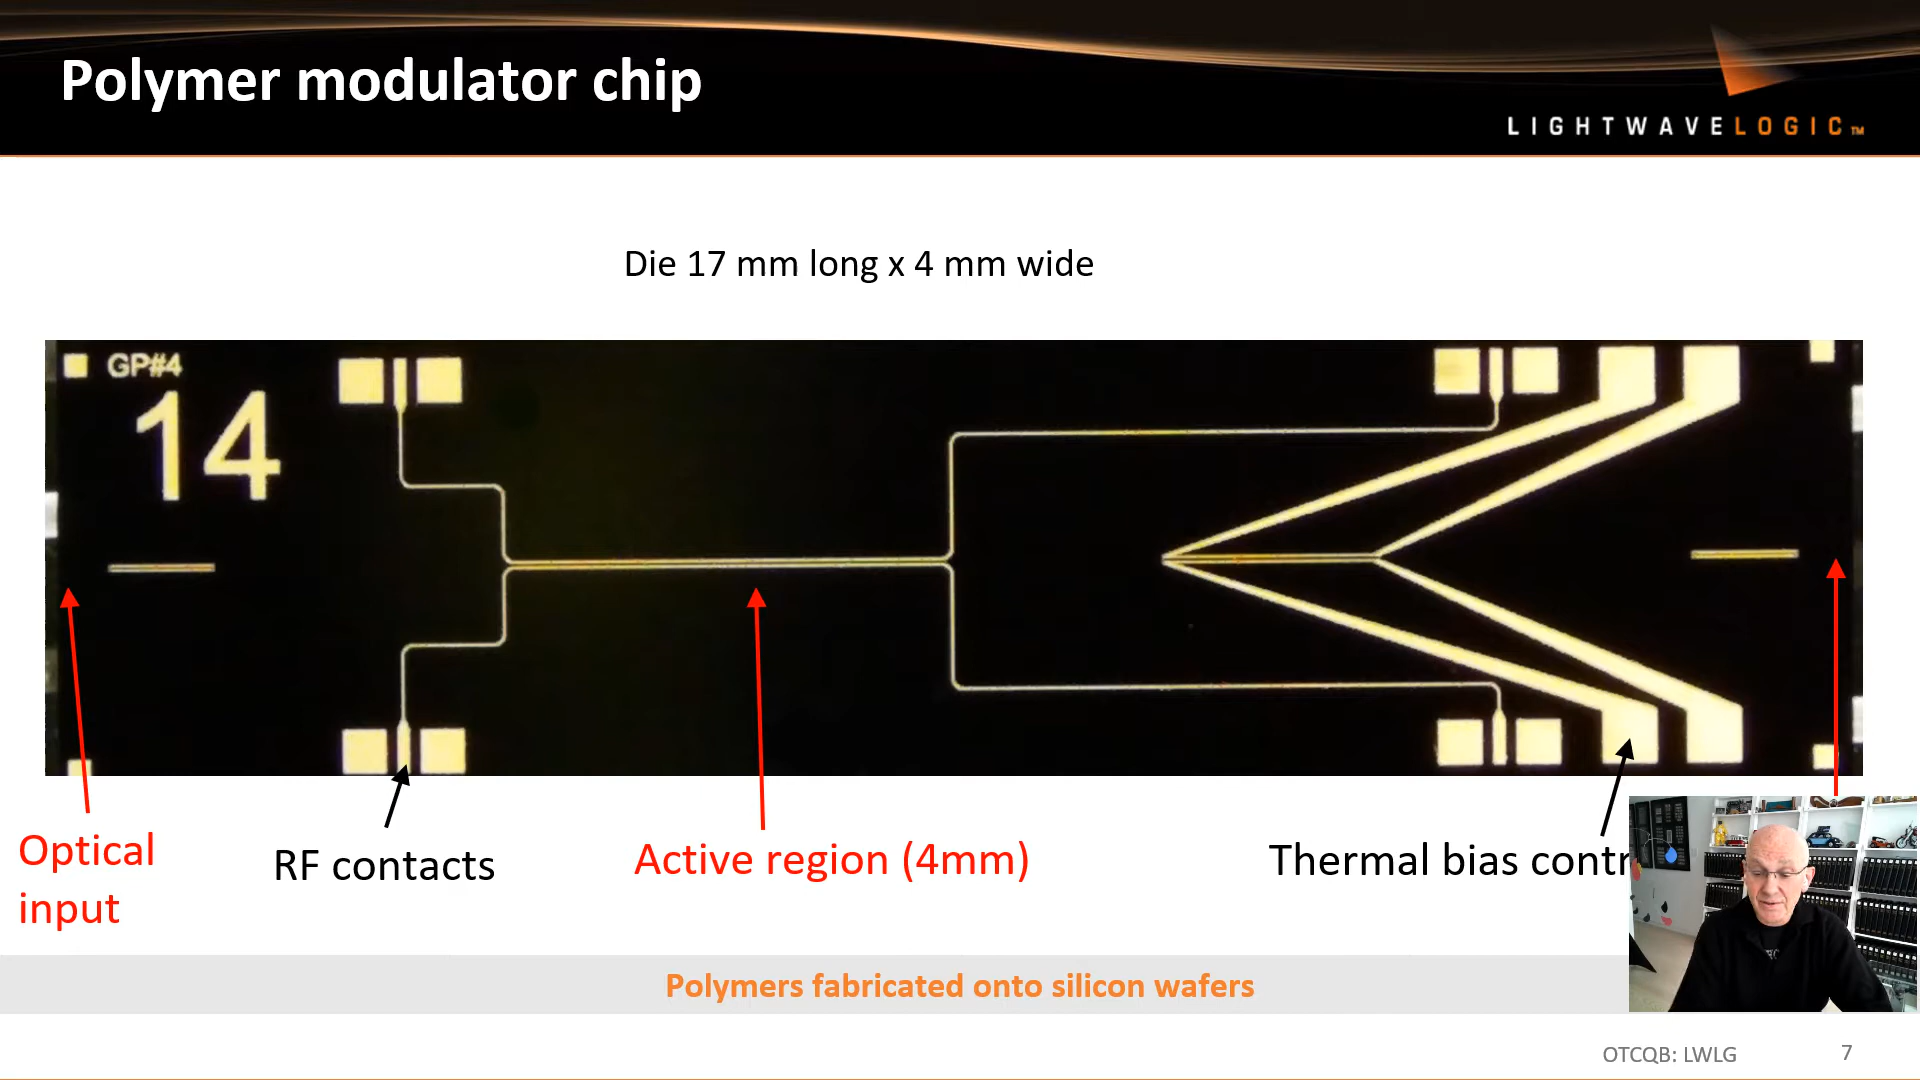 Polymer modulator chip
LIGHTWAVELOGIC™
Die 17 mm long x 4 mm wide
GP#4
14
Optical
input
RF contacts
Active region (4mm)
Thermal bias contr
Polymers fabricated onto silicon wafers
OTCQB: LWLG
7